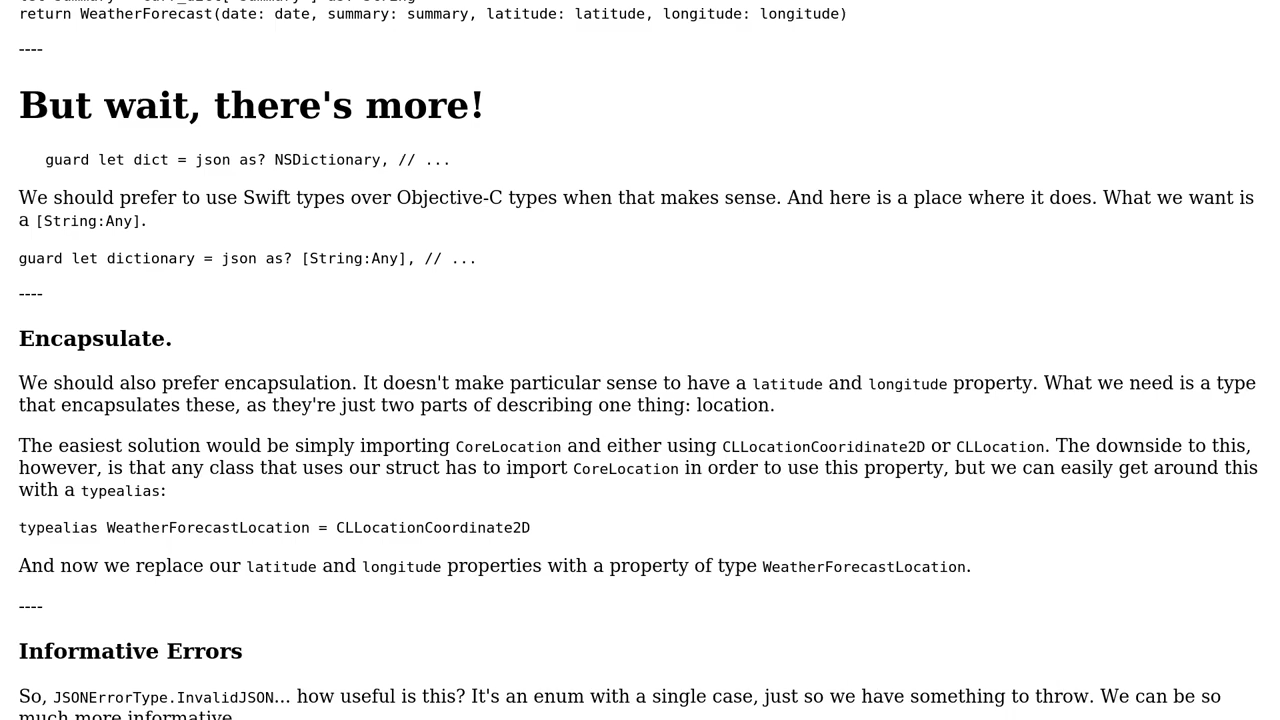 return WeatherForecast(date: date, summary: summary, latitude: latitude, longitude: longitude)
----
But wait, there's more!
guard let dict = json as? NSDictionary, // ...
We should prefer to use Swift types over Objective-C types when that makes sense. And here is a place where it does. What we want is
a [String:Any].
guard let dictionary = json as? [String:Any], // ...
----
Encapsulate.
We should also prefer encapsulation. It doesn't make particular sense to have a latitude and longitude property. What we need is a type
that encapsulates these, as they're just two parts of describing one thing: location.
The easiest solution would be simply importing CoreLocation and either using CLLocationCooridinate2D or CLLocation. The downside to this,
however, is that any class that uses our struct has to import CoreLocation in order to use this property, but we can easily get around this
with a typealias:
typealias WeatherForecastLocation = CLLocationCoordinate2D
And now we replace our latitude and longitude properties with a property of type WeatherForecastLocation.
----
Informative Errors
So, JSONErrorType.InvalidJSON... how useful is this? It's an enum with a single case, just so we have something to throw. We can be so
much more informative.